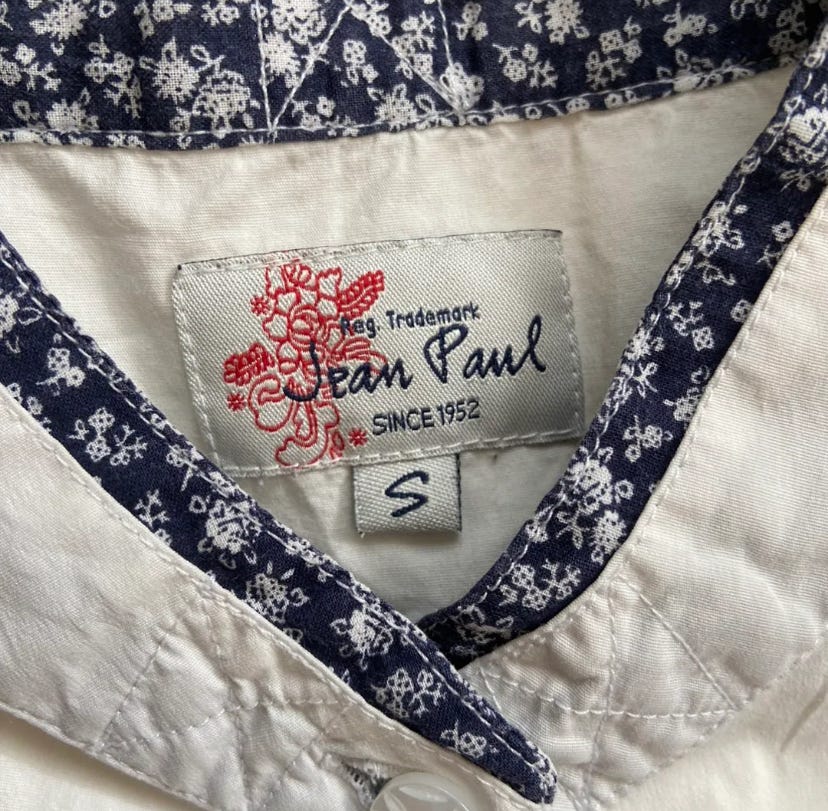 Reg. Trademark
Jean Paul
SINCE 1952
S